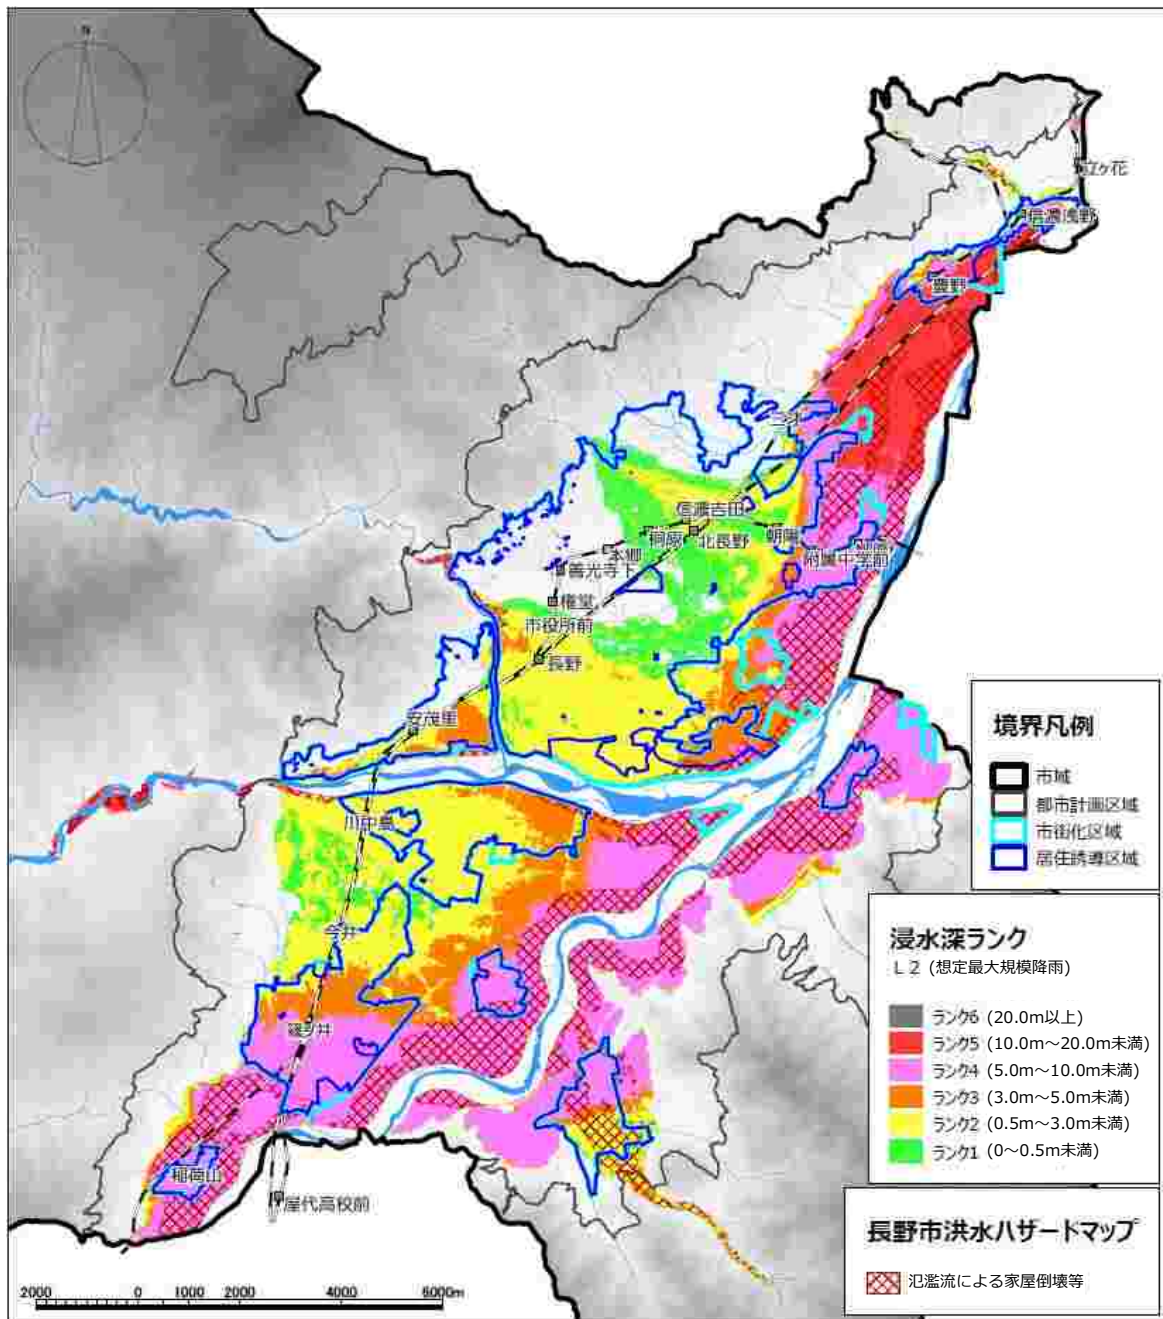 N
立ヶ花
信濃浅野
豊野
三才
信濃吉田
桐原
北長野
朝陽
本郷
附属中学前
柳原
善光寺下
権堂
市役所前
長野
安茂里
川中島
今井
篠ノ井
稲荷山
屋代高校前
境界凡例
市域
都市計画区域
市街化区域
居住誘導区域
浸水深ランク
L2 (想定最大規模降雨)
ランク6 (20.0m以上)
ランク5 (10.0m～20.0m未満)
ランク4 (5.0m～10.0m未満)
ランク3 (3.0m～5.0m未満)
ランク2 (0.5m～3.0m未満)
ランク1 (0～0.5m未満)
長野市洪水ハザードマップ
氾濫流による家屋倒壊等
2000 0 2000 4000 6000m